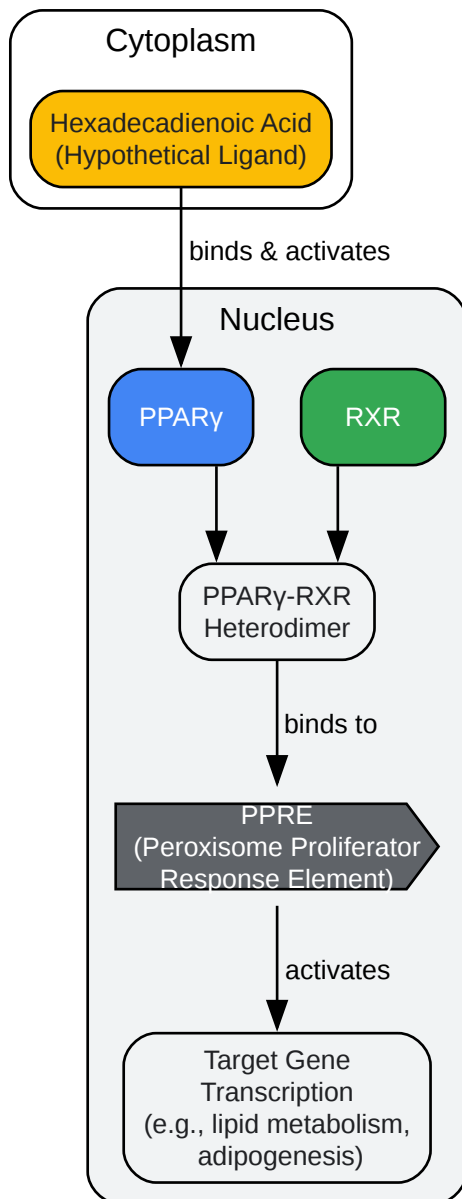 Cytoplasm
Hexadecadienoic Acid
(Hypothetical Ligand)
binds & activates
Nucleus
PPARγ
RXR
PPARγ-RXR
Heterodimer
binds to
PPRE
(Peroxisome Proliferator
Response Element)
activates
Target Gene
Transcription
(e.g., lipid metabolism,
adipogenesis)